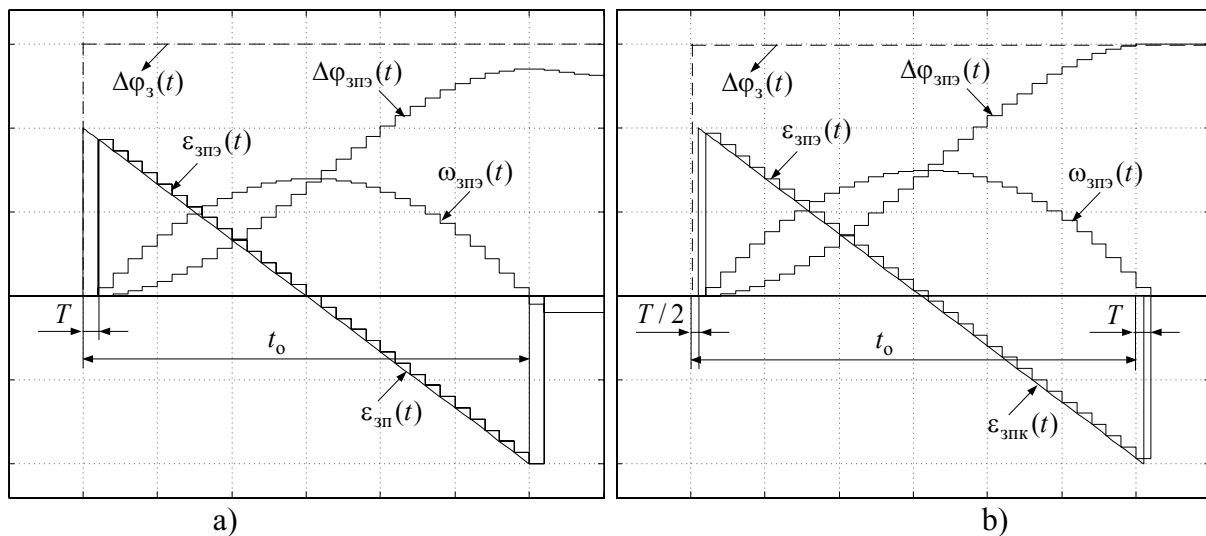 Δφз(t)
Δφзпэ(t)
εзпэ(t)
ωзпэ(t)
T
tо
εзп(t)
a)
Δφз(t)
Δφзпэ(t)
εзпэ(t)
ωзпэ(t)
T / 2
T
tо
εзпк(t)
b)